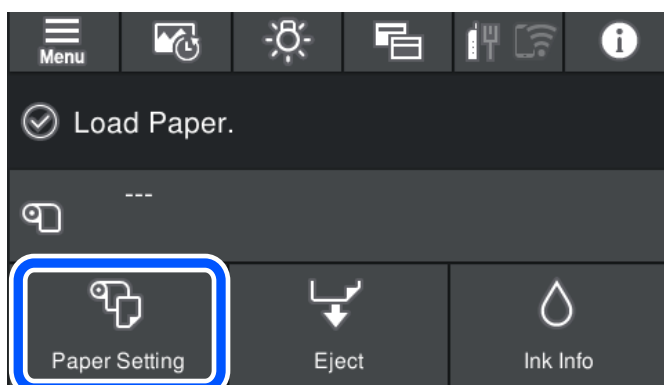 Menu
Load Paper.
---
Paper Setting
Eject
Ink Info